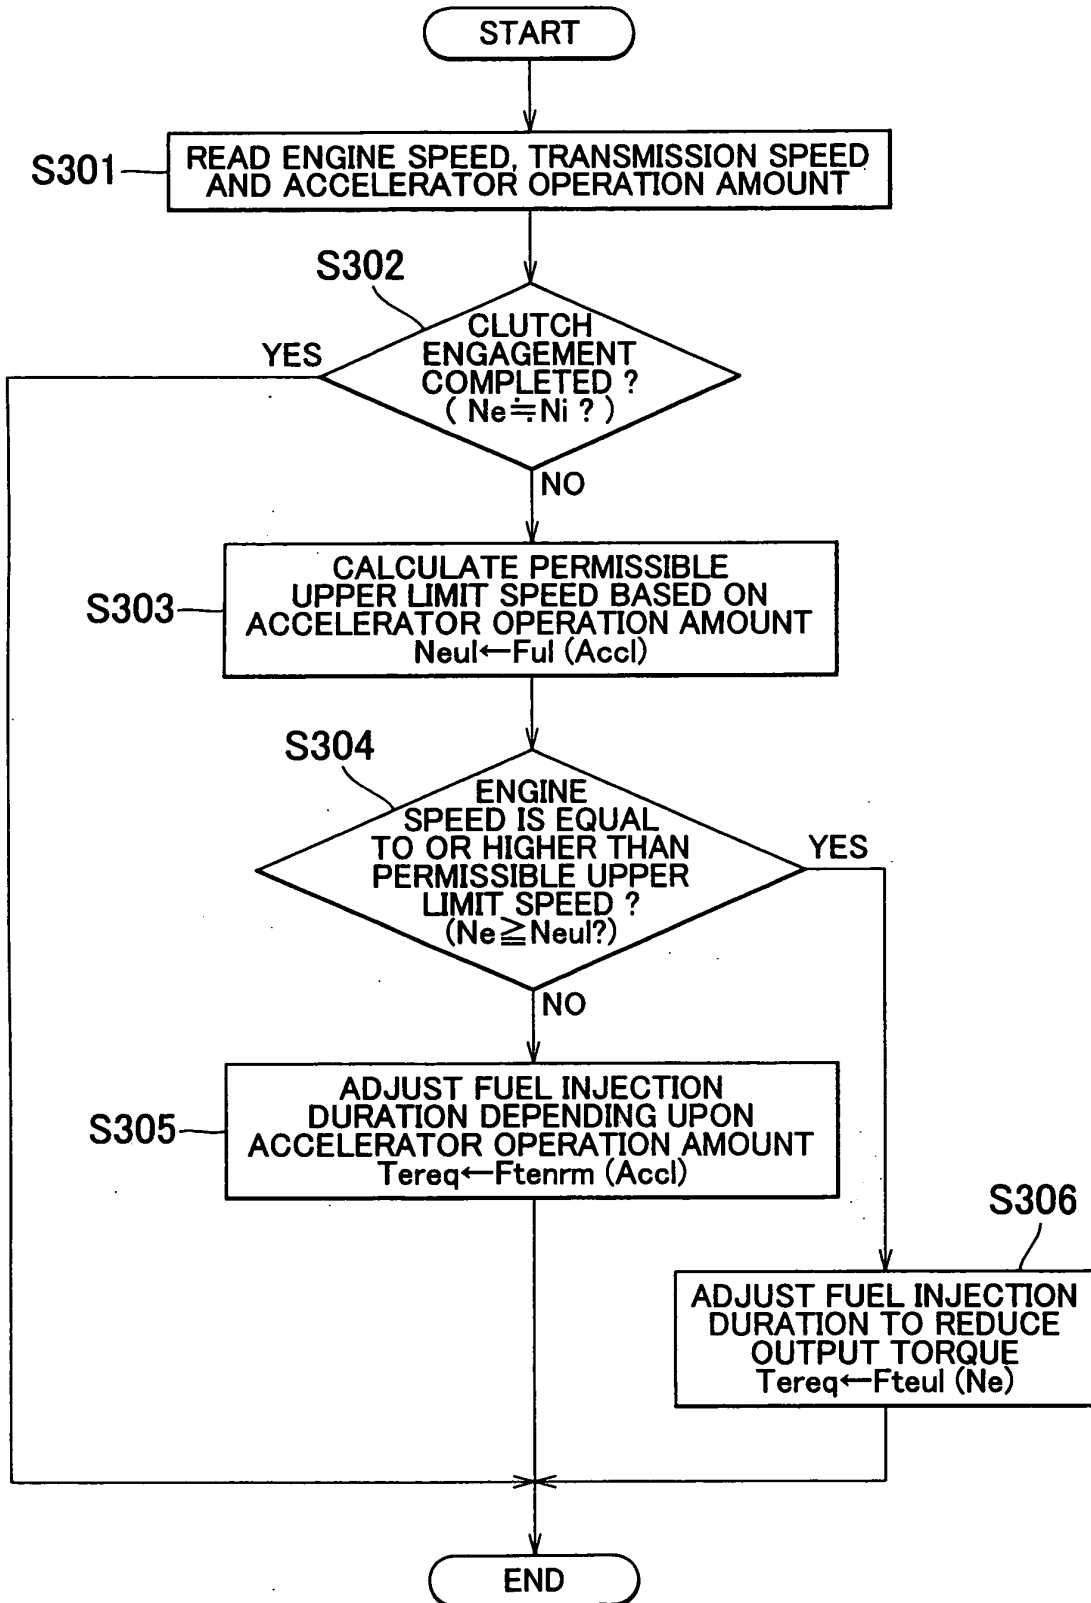 START
S301
READ ENGINE SPEED, TRANSMISSION SPEED
AND ACCELERATOR OPERATION AMOUNT
S302
CLUTCH
ENGAGEMENT
COMPLETED ?
( Ne≒Ni ? )
YES
NO
S303
CALCULATE PERMISSIBLE
UPPER LIMIT SPEED BASED ON
ACCELERATOR OPERATION AMOUNT
Neul←Ful (Accl)
S304
ENGINE
SPEED IS EQUAL
TO OR HIGHER THAN
PERMISSIBLE UPPER
LIMIT SPEED ?
(Ne≧Neul?)
YES
NO
S305
ADJUST FUEL INJECTION
DURATION DEPENDING UPON
ACCELERATOR OPERATION AMOUNT
Tereq←Ftenrm (Accl)
S306
ADJUST FUEL INJECTION
DURATION TO REDUCE
OUTPUT TORQUE
Tereq←Fteul (Ne)
END